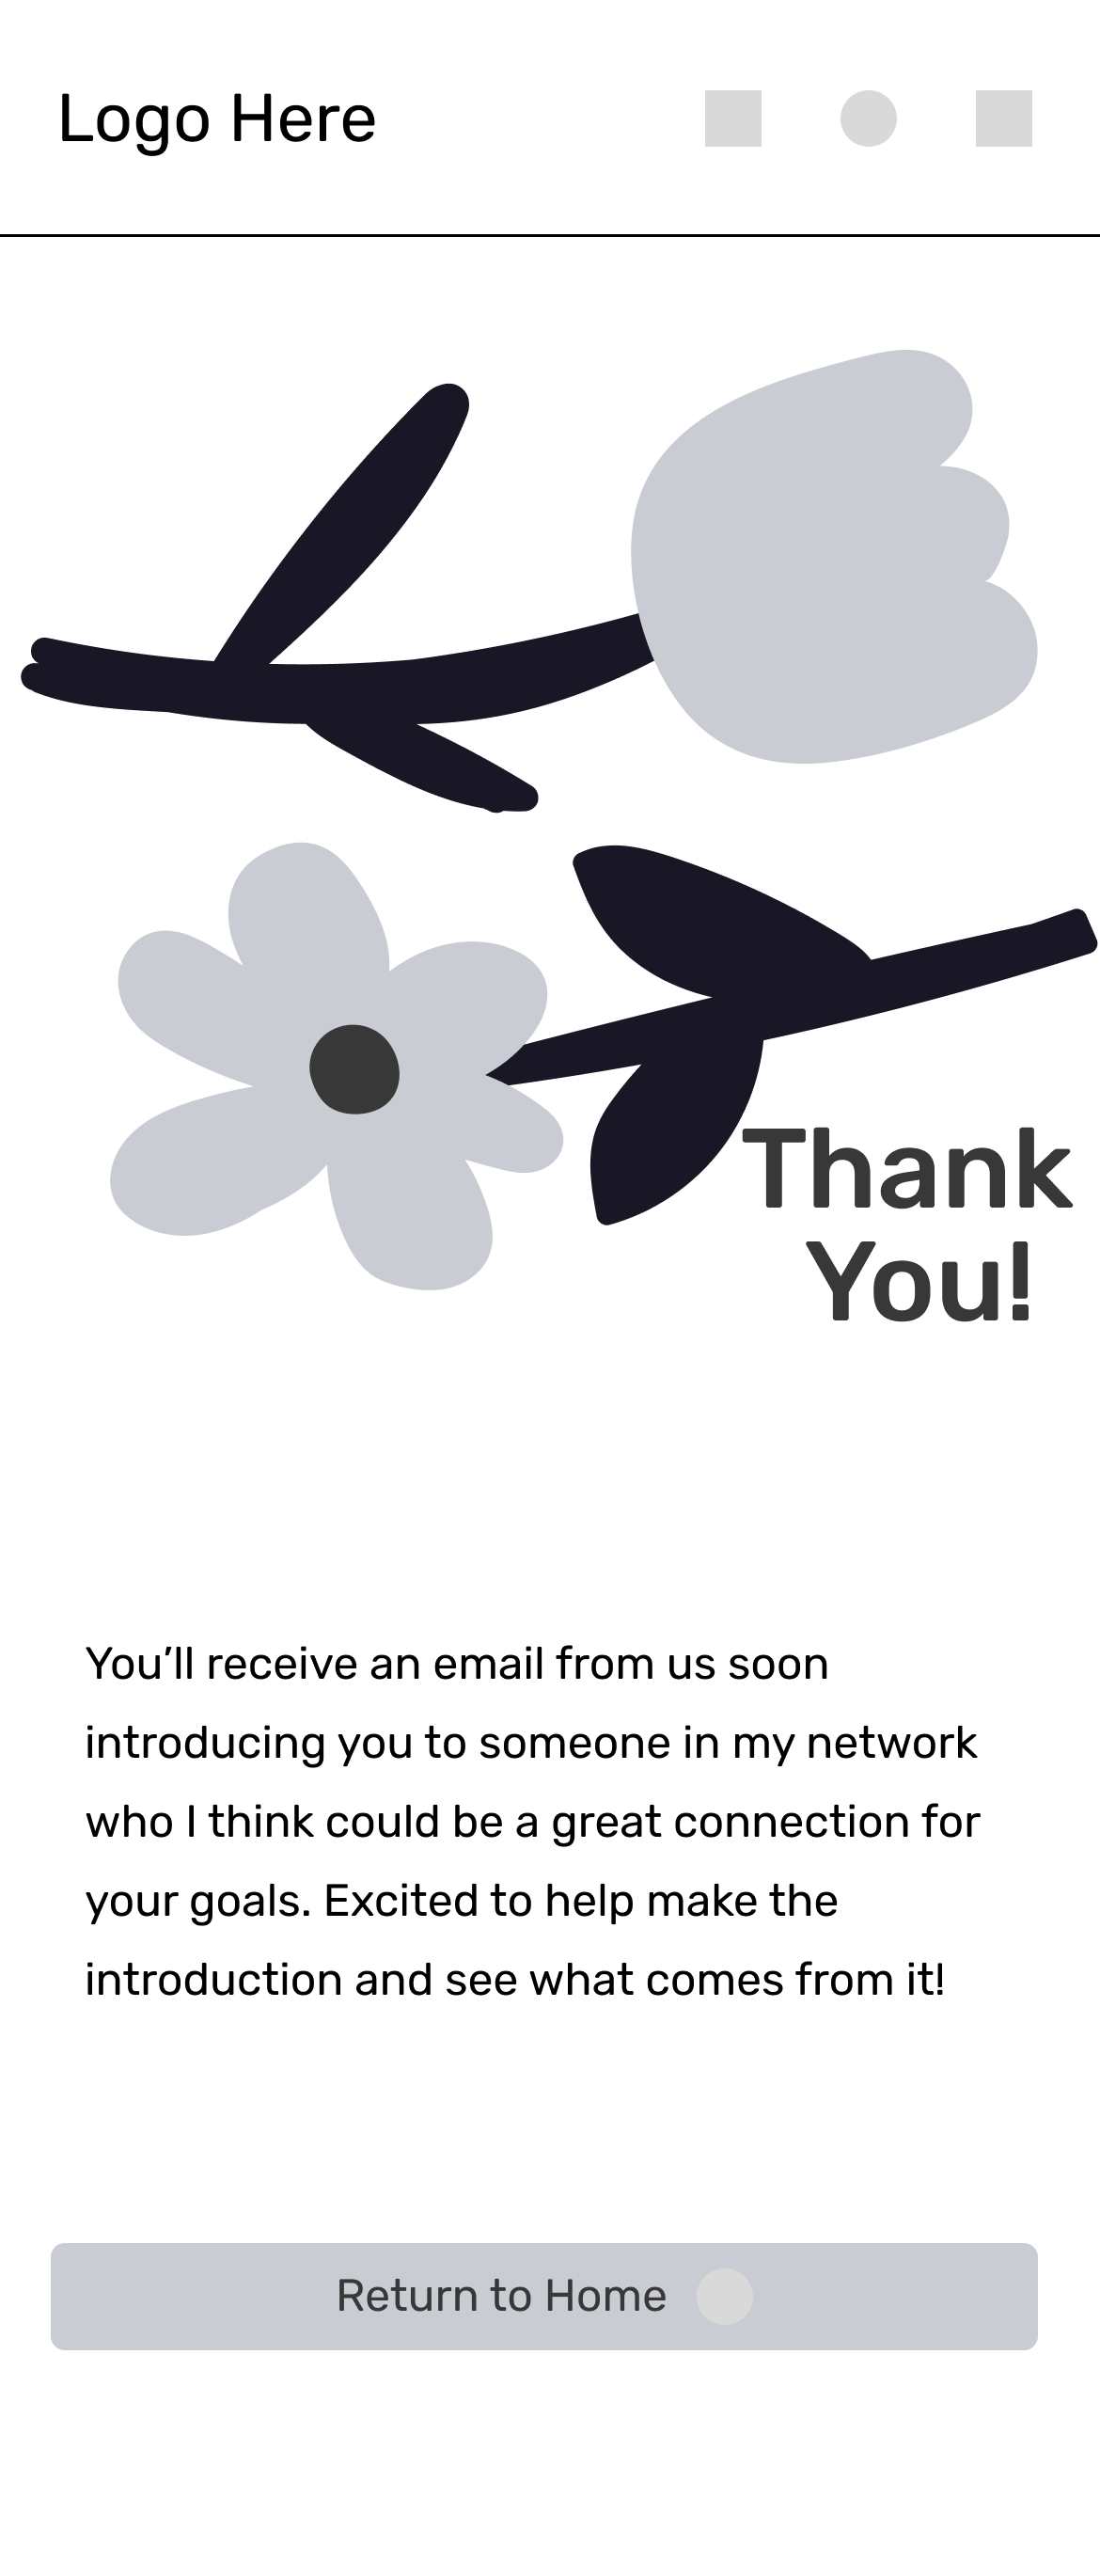 Logo Here
Thank
You!
You’ll receive an email from us soon
introducing you to someone in my network
who I think could be a great connection for
your goals. Excited to help make the
introduction and see what comes from it!
Return to Home